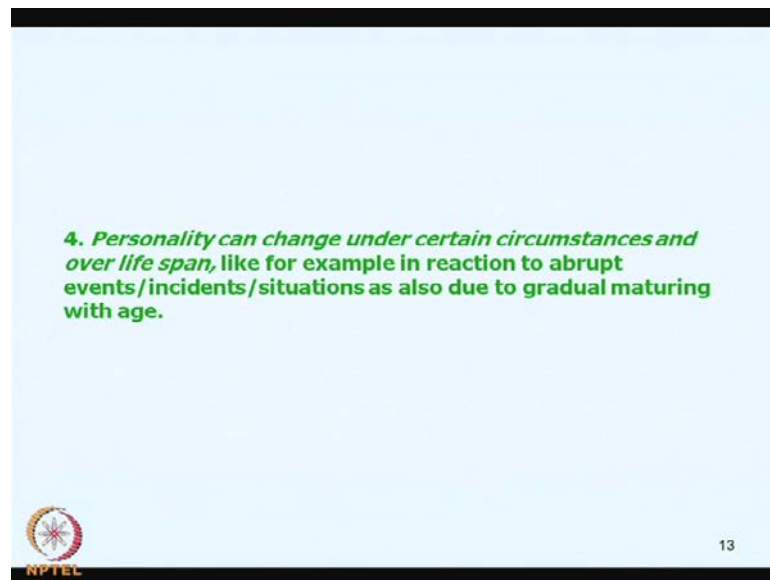 4. Personality can change under certain circumstances and
over life span, like for example in reaction to abrupt
events/incidents/situations as also due to gradual maturing
with age.
13
NPTEL